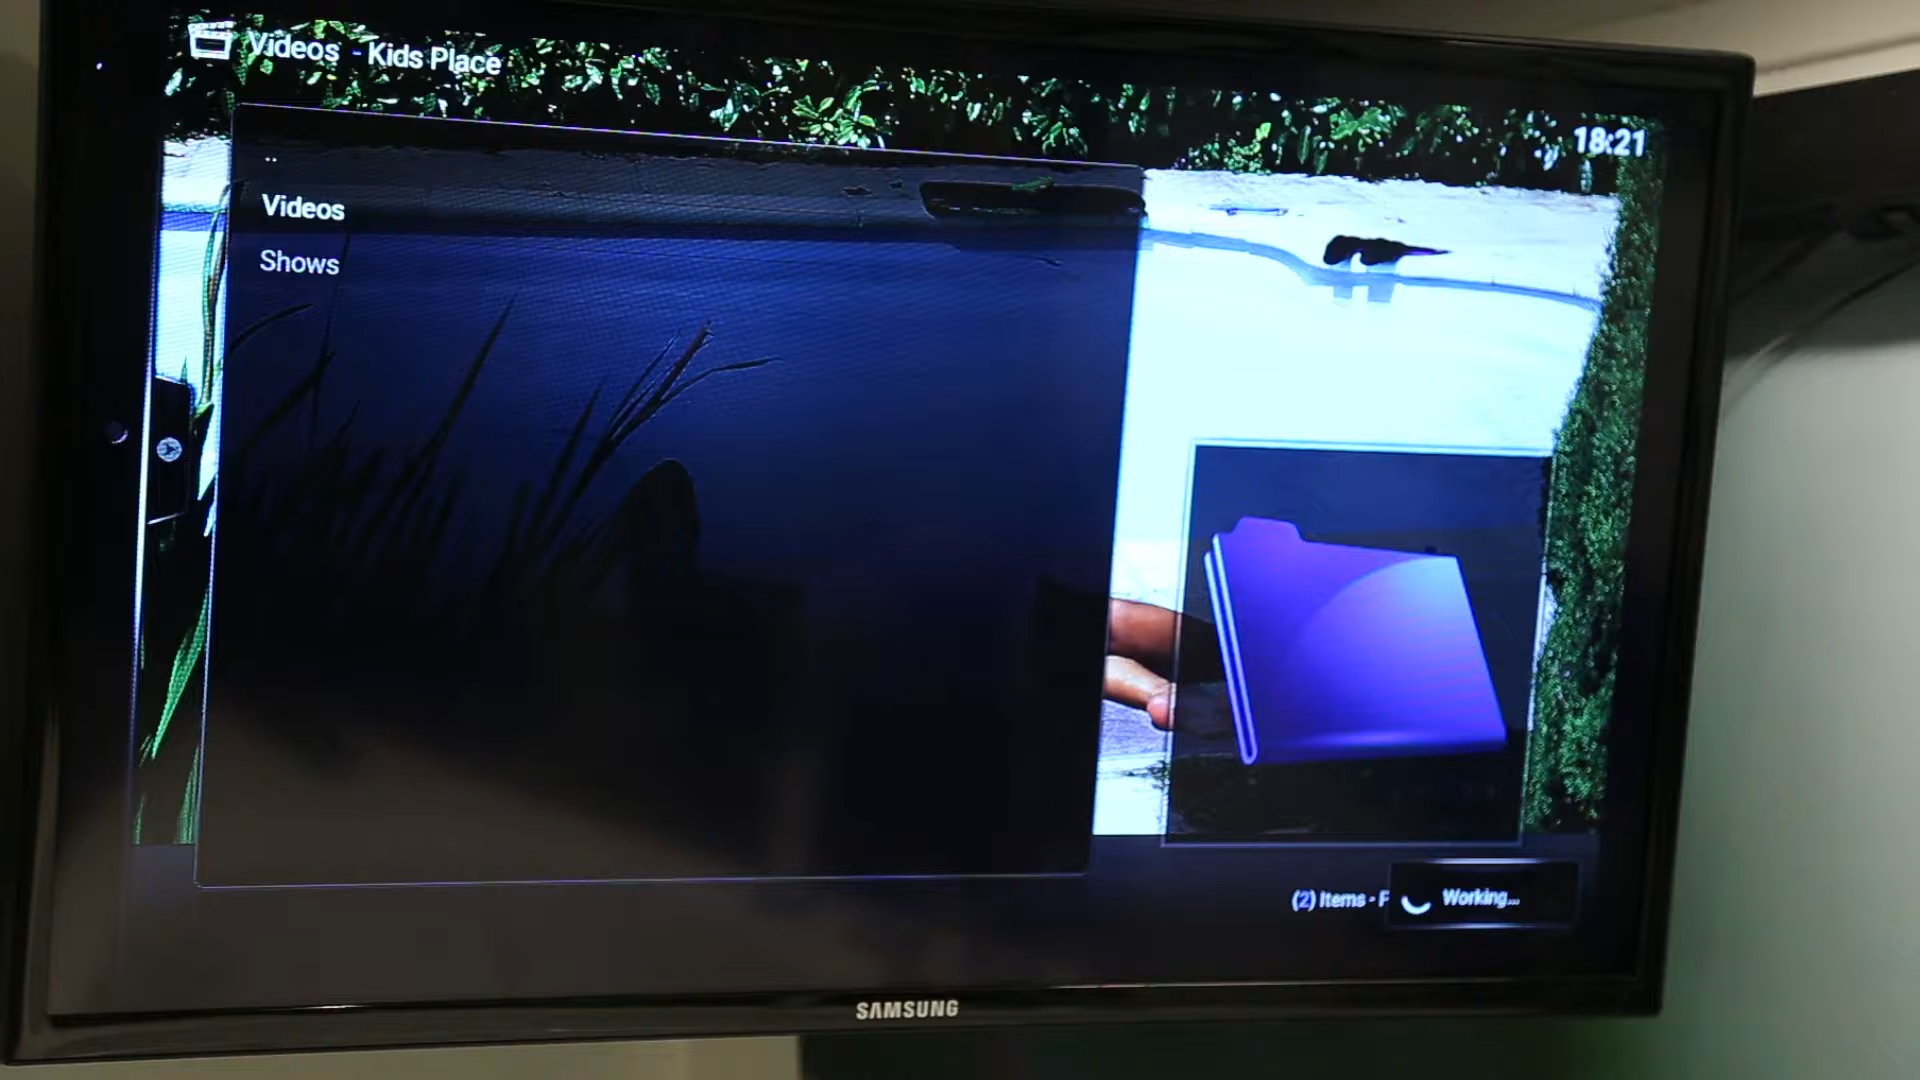 Videos - Kids Place
18:21
..
Videos
Shows
(2) Items - F
Working...
SAMSUNG